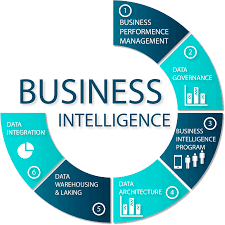 1
BUSINESS
PERFORMENCE
MANAGEMENT
2
DATA
GOVERNANCE
BUSINESS
INTELLIGENCE
3
BUSINESS
INTELLIGENCE
PROGRAM
DATA
INTEGRATION
6
DATA
WAREHOUSING
& LAKING
5
DATA
ARCHITECTURE
4